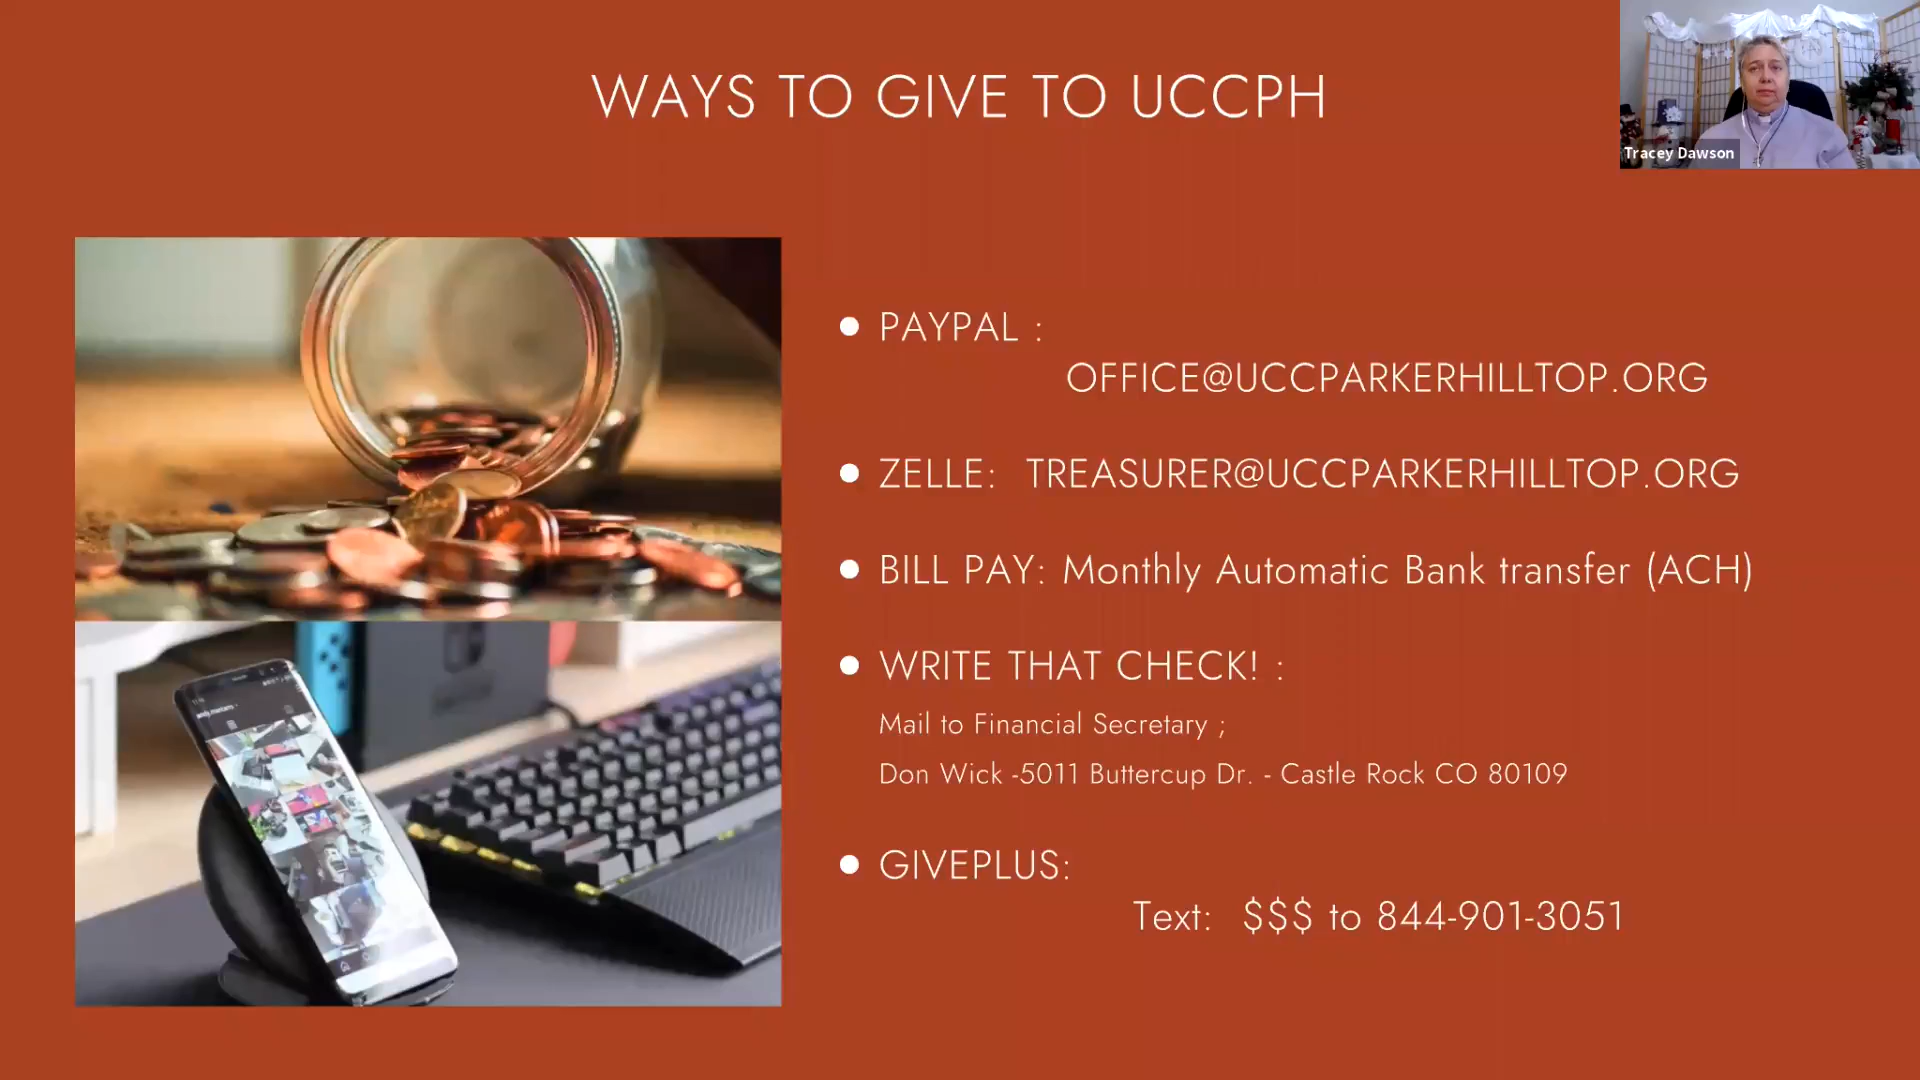 WAYS TO GIVE TO UCCPH
Tracey Dawson
PAYPAL :
OFFICE@UCCPARKERHILLTOP.ORG
ZELLE: TREASURER@UCCPARKERHILLTOP.ORG
BILL PAY: Monthly Automatic Bank transfer (ACH)
WRITE THAT CHECK! :
Mail to Financial Secretary ;
Don Wick -5011 Buttercup Dr. - Castle Rock CO 80109
GIVEPLUS:
Text: $$$ to 844-901-3051